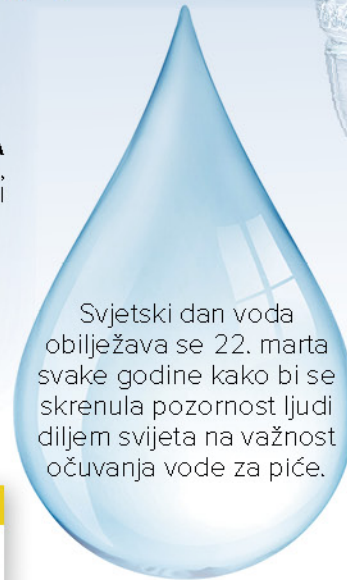 A
,
Svjetski dan voda
obilježava se 22. marta
svake godine kako bi se
skrenula pozornost ljudi
diljem svijeta na važnost
očuvanja vode za piće.